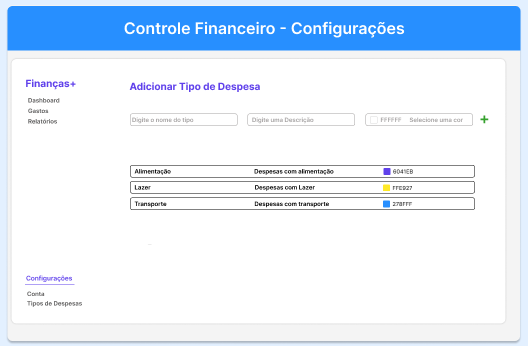 Controle Financeiro - Configurações
Finanças+
Dashboard
Gastos
Relatórios
Adicionar Tipo de Despesa
Digite o nome do tipo
Digite uma Descrição
FFFFFF Selecione uma cor
+
Alimentação Despesas com alimentação 6041EB
Lazer Despesas com Lazer FFE927
Transporte Despesas com transporte 278FFF
Configurações
Conta
Tipos de Despesas